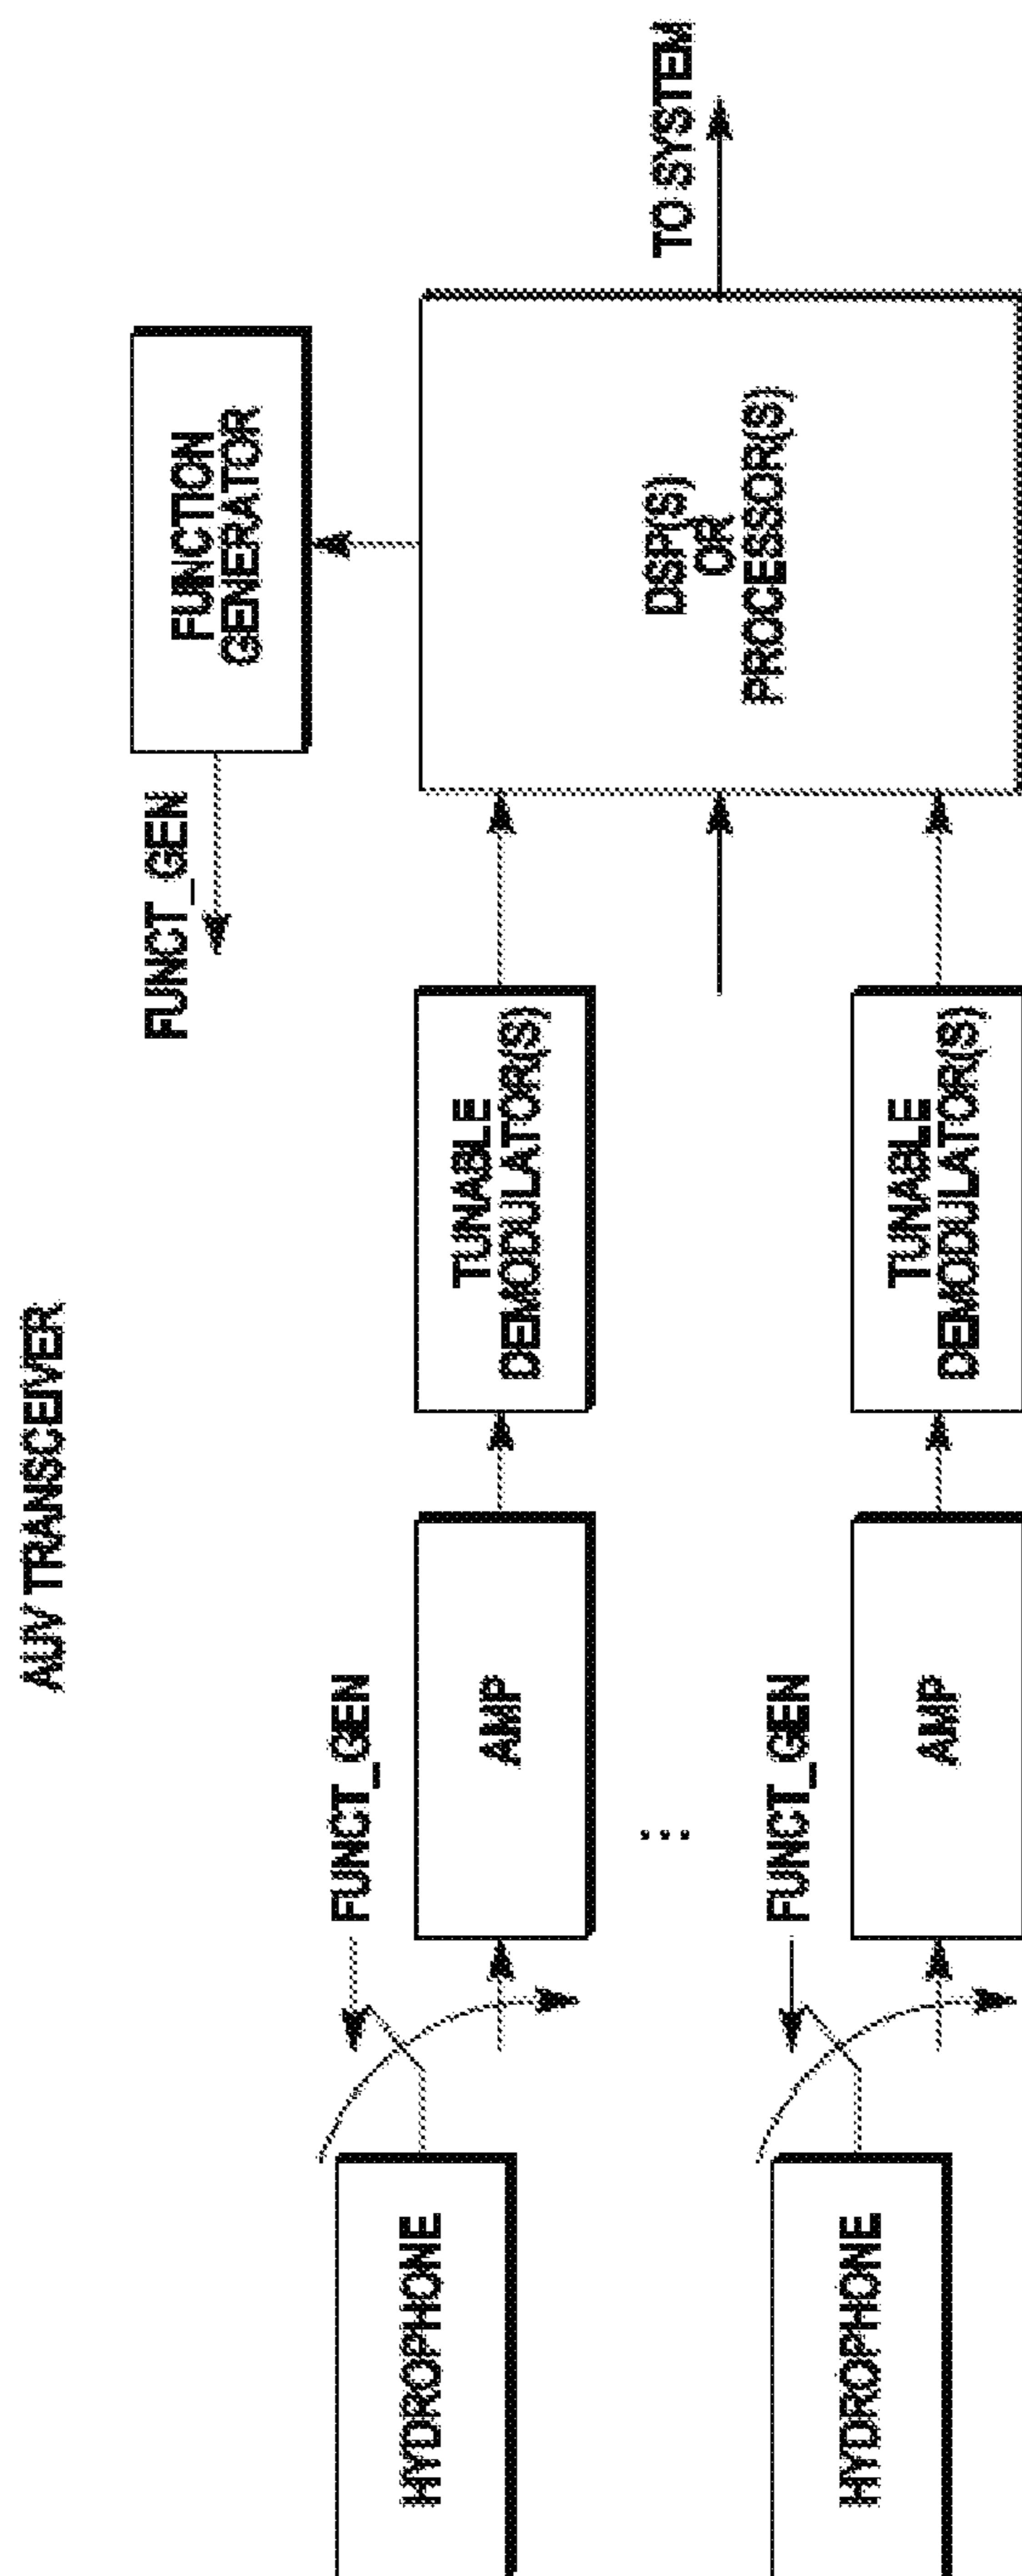 AUV TRANSCEIVER
FUNCT_GEN
FUNCTION
GENERATOR
HYDROPHONE
FUNCT_GEN
AMP
TUNABLE
DEMODULATOR(S)
DSP(S)
OR
PROCESSOR(S)
TO SYSTEM
...
HYDROPHONE
FUNCT_GEN
AMP
TUNABLE
DEMODULATOR(S)